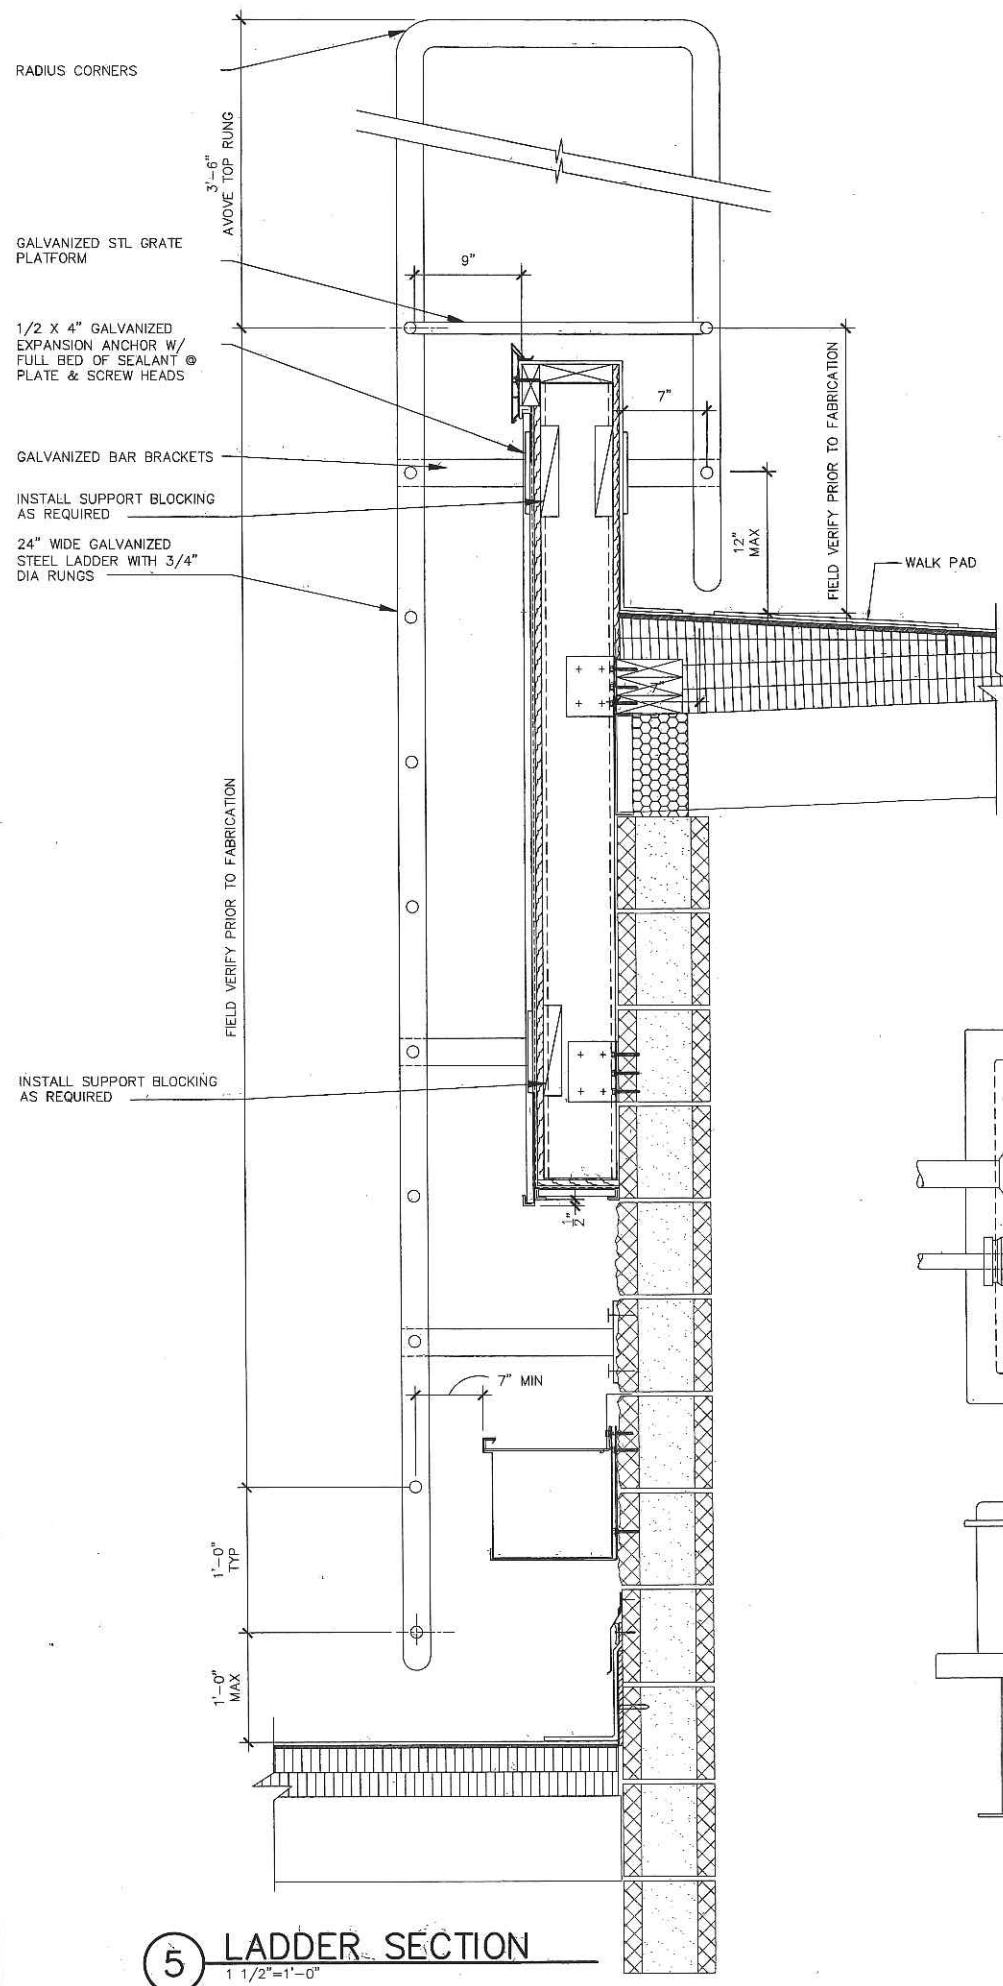 RADIUS CORNERS
3'-6"
AVOVE TOP RUNG
GALVANIZED STL GRATE
PLATFORM
9"
1/2 X 4" GALVANIZED
EXPANSION ANCHOR W/
FULL BED OF SEALANT @
PLATE & SCREW HEADS
7"
FIELD VERIFY PRIOR TO FABRICATION
GALVANIZED BAR BRACKETS
INSTALL SUPPORT BLOCKING
AS REQUIRED
12"
MAX
24" WIDE GALVANIZED
STEEL LADDER WITH 3/4"
DIA RUNGS
WALK PAD
7"
FIELD VERIFY PRIOR TO FABRICATION
INSTALL SUPPORT BLOCKING
AS REQUIRED
1"
2
7" MIN
1'-0"
TYP
1'-0"
MAX
5
LADDER SECTION
1 1/2"=1'-0"